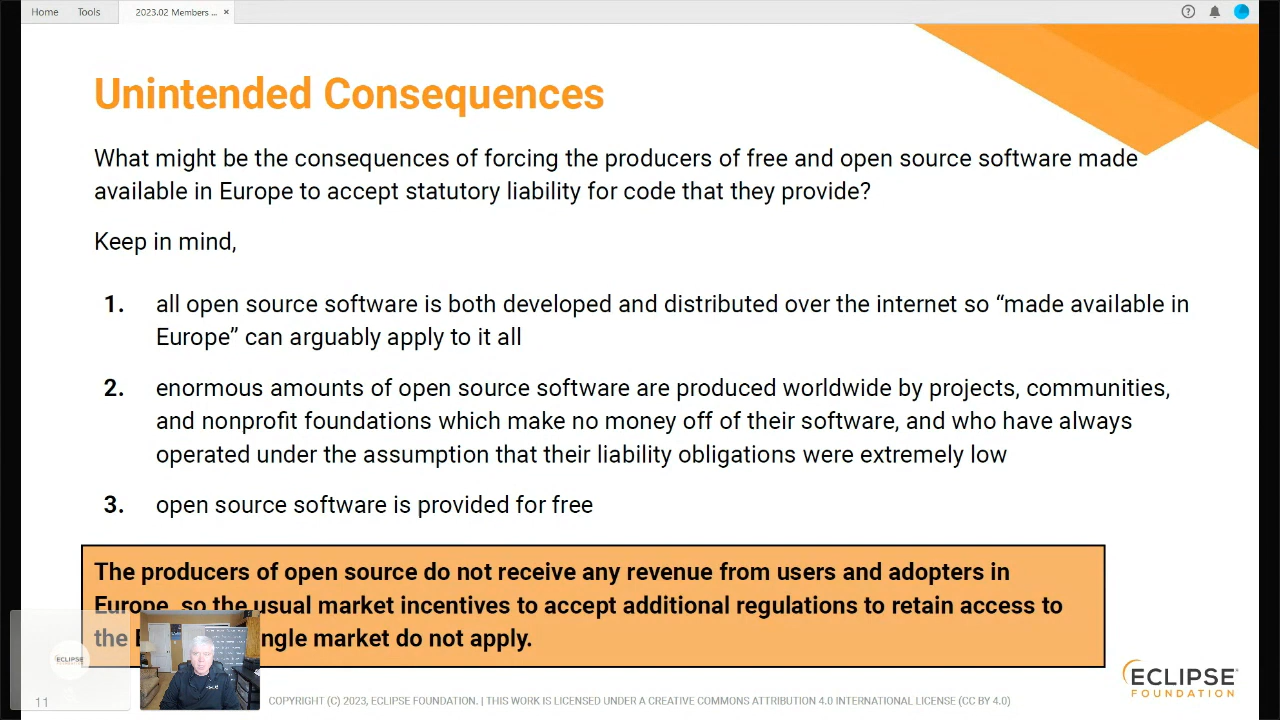 Home Tools 2023.02 Members ... ×
Unintended Consequences
What might be the consequences of forcing the producers of free and open source software made
available in Europe to accept statutory liability for code that they provide?
Keep in mind,
1. all open source software is both developed and distributed over the internet so “made available in
Europe” can arguably apply to it all
2. enormous amounts of open source software are produced worldwide by projects, communities,
and nonprofit foundations which make no money off of their software, and who have always
operated under the assumption that their liability obligations were extremely low
3. open source software is provided for free
The producers of open source do not receive any revenue from users and adopters in
Europe, so the usual market incentives to accept additional regulations to retain access to
the market do not apply.
ECLIPSE
FOUNDATION
11
COPYRIGHT (C) 2023, ECLIPSE FOUNDATION. | THIS WORK IS LICENSED UNDER A CREATIVE COMMONS ATTRIBUTION 4.0 INTERNATIONAL LICENSE (CC BY 4.0)
ECLIPSE
FOUNDATION